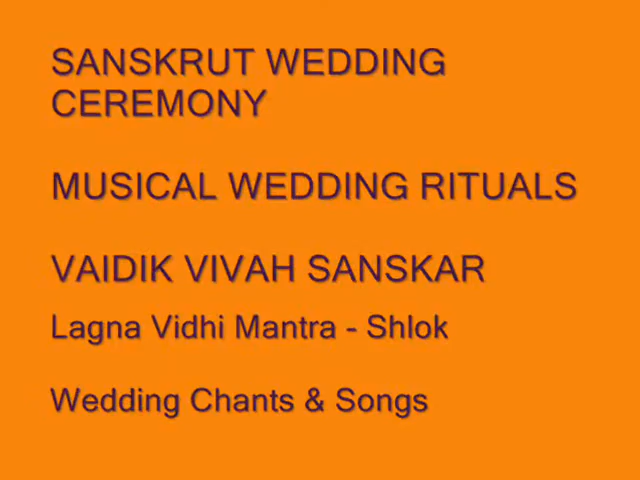 SANSKRUT WEDDING
CEREMONY
MUSICAL WEDDING RITUALS
VAIDIK VIVAH SANSKAR
Lagna Vidhi Mantra - Shlok
Wedding Chants & Songs